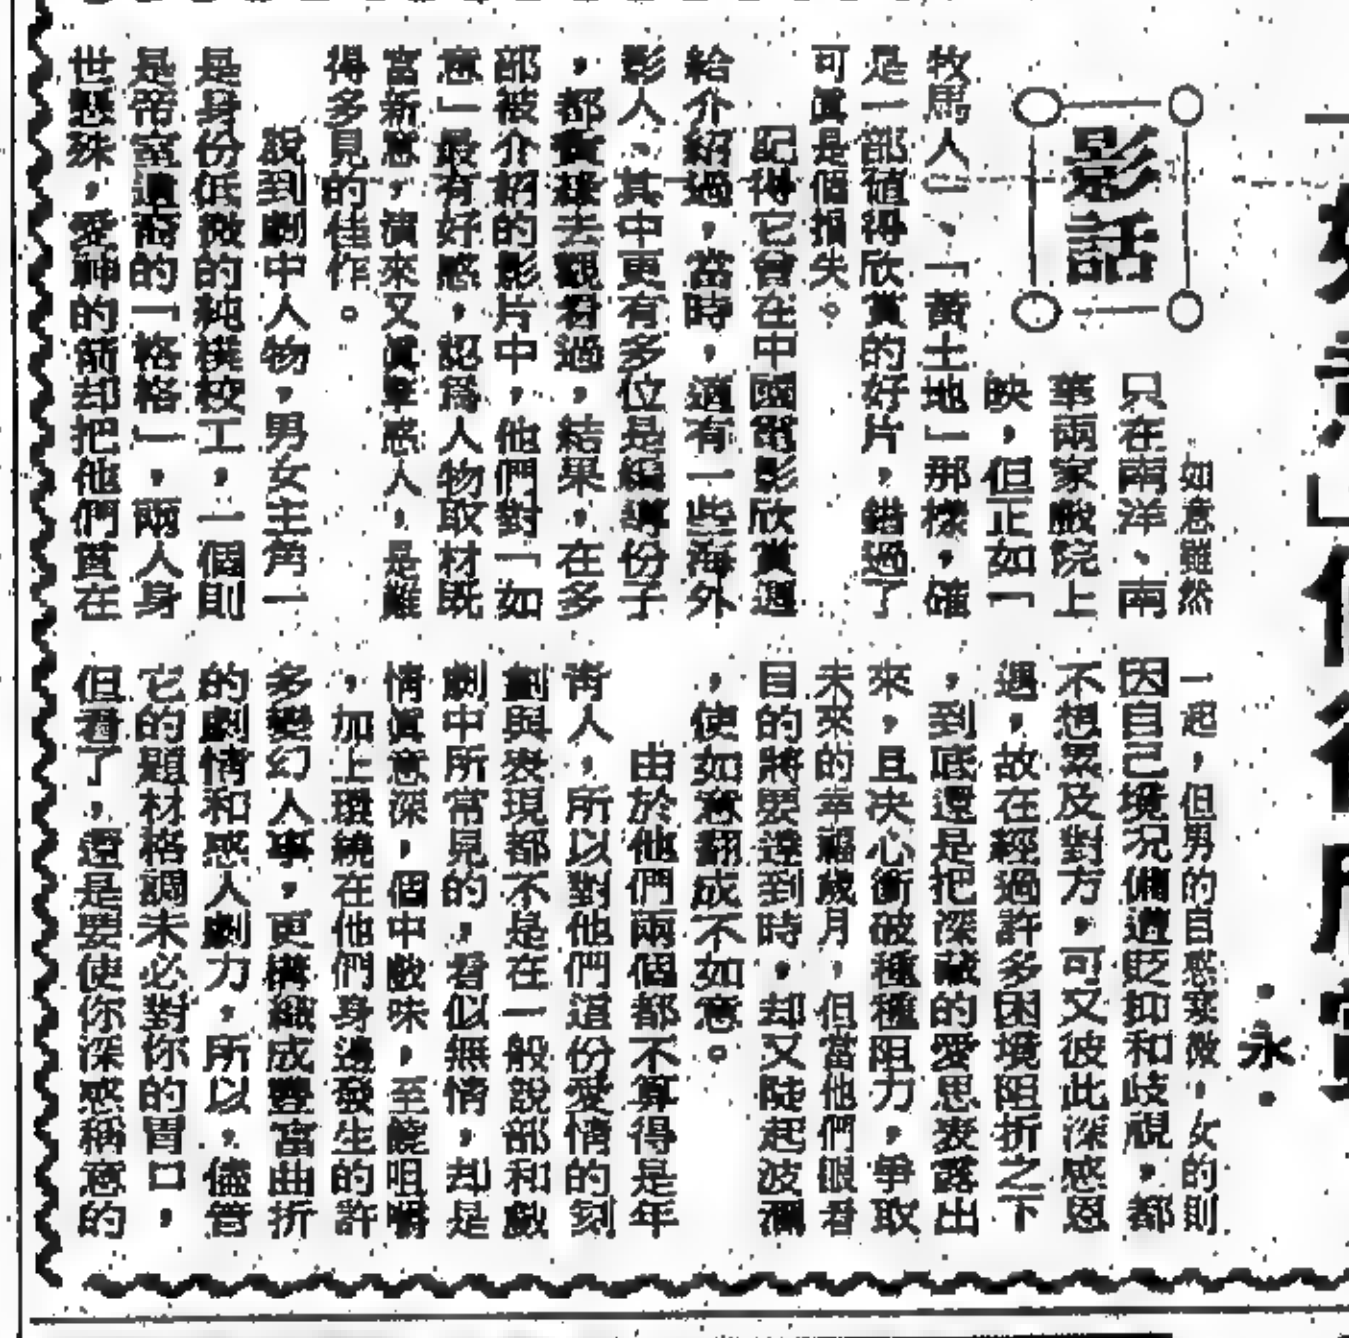 影話
・永・
如意雖然
只在南洋、南
華兩家戲院上
映,但正如「
牧馬人」、「黃土地」那樣,確
是一部値得欣賞的好片,錯過了
可眞是個損失。
記得它曾在中國電影欣賞週
給介紹過,當時,適有一些海外
影人,其中更有多位是編導份子
,都賣建去觀看過,結果,在多
部被介紹的影片中,他們對「如
意」最有好感,認爲人物取材既
富新意,演來又眞摯感人,是難
得多見的佳作。
說到劇中人物,男女主角一
是身份低微的純樸校工,一個則
是帝室遺裔的「格格」,兩人身
世懸殊,愛神的箭却把他們貫在
一起,但男的自感寒微,女的則
因自己境況備遭貶抑和歧視,都
不想累及對方,可又彼此深感恩
遇,故在經過許多困境阻折之下
,到底還是把深藏的愛思表露出
來,且決心衝破種種阻力,爭取
未來的幸福歲月,但當他們眼看
目的將要達到時,却又陡起波瀾
,使如意翻成不如意。
由於他們兩個都不算得是年
靑人,所以對他們這份愛情的刻
劃與表現都不是在一般說部和戲
劇中所常見的,看似無情,却是
情眞意深,個中戲味,至饒咀嚼
,加上環繞在他們身邊發生的許
多變幻人事,更構織成豐富曲折
的劇情和感人劇力,所以,儘管
它的題材格調未必對你的胃口,
但看了,還是要使你深感稱意的